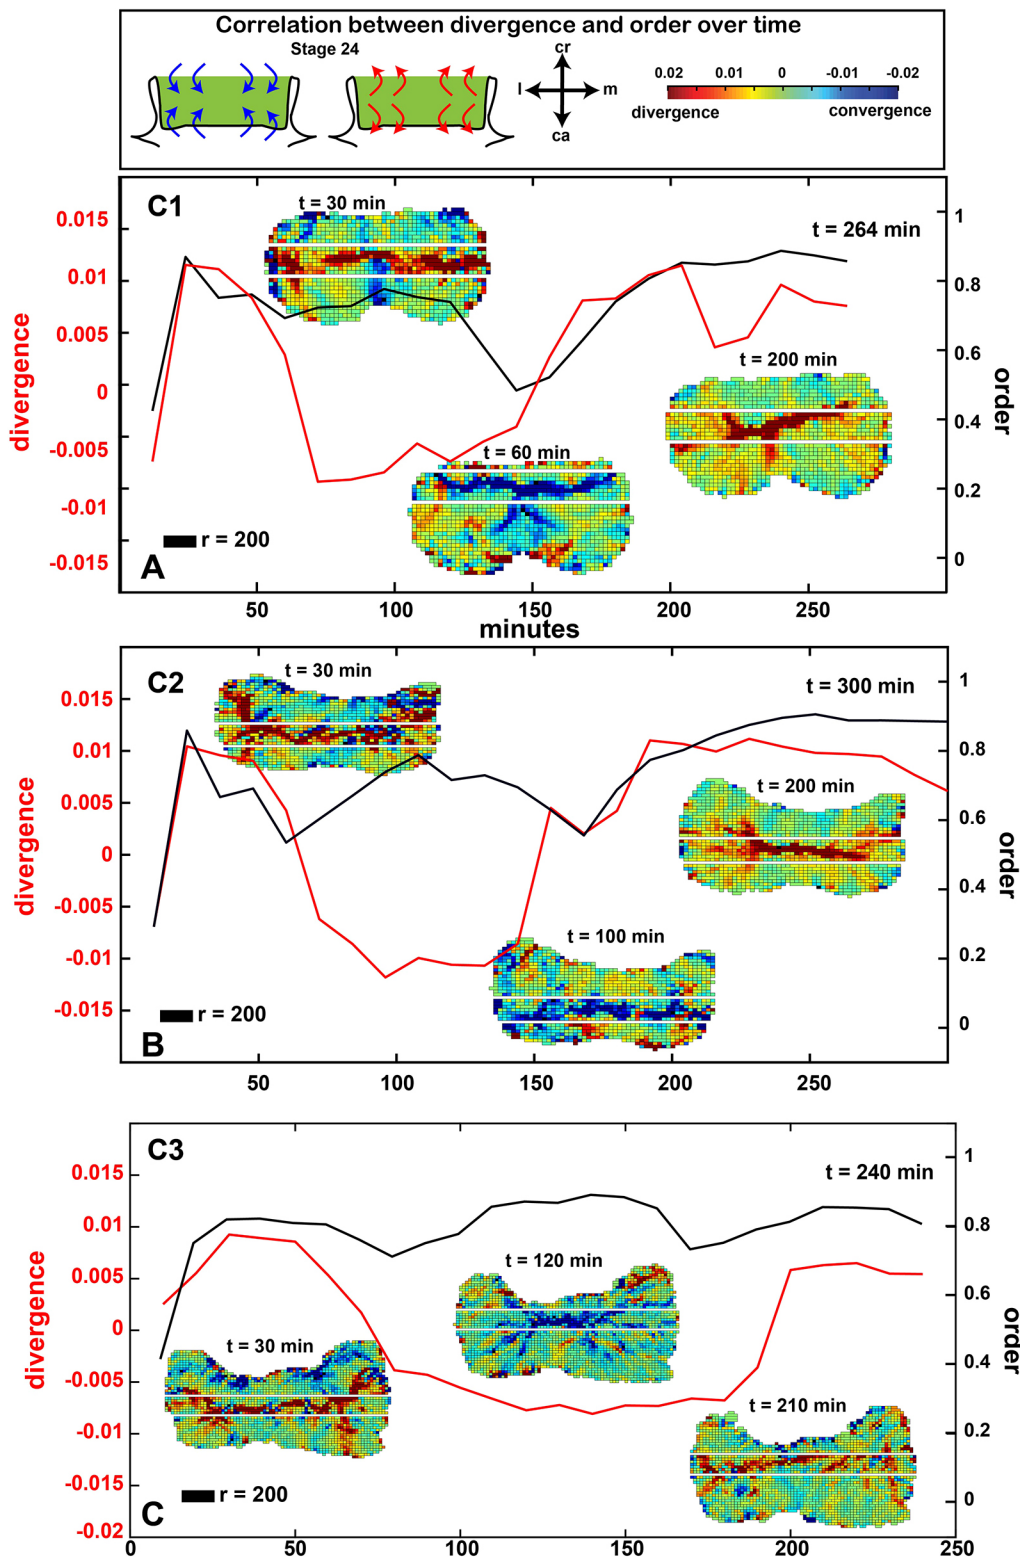 Correlation between divergence and order over time
Stage 24
cr
l m
ca
0.02 0.01 0 -0.01 -0.02
divergence convergence
C1
t = 30 min
t = 264 min
0.015
0.01
0.005
0
-0.005
-0.01
-0.015
divergence
1
0.8
0.6
0.4
0.2
0
order
t = 200 min
t = 60 min
r = 200
A
50 100 150 200 250
minutes
C2
t = 30 min
t = 300 min
0.015
0.01
0.005
0
-0.005
-0.01
-0.015
divergence
1
0.8
0.6
0.4
0.2
0
order
t = 200 min
t = 100 min
r = 200
B
50 100 150 200 250
C3
t = 240 min
0.015
0.01
0.005
0
-0.005
-0.01
-0.015
-0.02
divergence
1
0.8
0.6
0.4
0.2
0
order
t = 120 min
t = 30 min
t = 210 min
r = 200
C
0 50 100 150 200 250